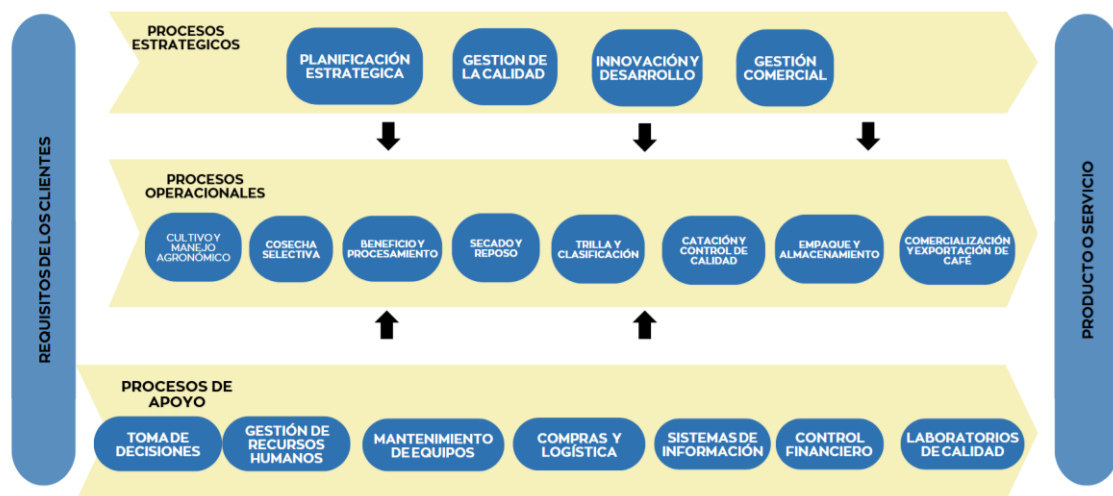 REQUISITOS DE LOS CLIENTES
PROCESOS
ESTRATEGICOS
PLANIFICACIÓN
ESTRATEGICA
GESTION DE
LA CALIDAD
INNOVACIÓN Y
DESARROLLO
GESTIÓN
COMERCIAL
PROCESOS
OPERACIONALES
CULTIVO Y
MANEJO
AGRONÓMICO
COSECHA
SELECTIVA
BENEFICIO Y
PROCESAMIENTO
SECADO Y
REPOSO
TRILLA Y
CLASIFICACIÓN
CATACIÓN Y
CONTROL DE
CALIDAD
EMPAQUE Y
ALMACENAMIENTO
COMERCIALIZACIÓN
Y EXPORTACIÓN DE
CAFÉ
PROCESOS DE
APOYO
TOMA DE
DECISIONES
GESTIÓN DE
RECURSOS
HUMANOS
MANTENIMIENTO
DE EQUIPOS
COMPRAS Y
LOGÍSTICA
SISTEMAS DE
INFORMACIÓN
CONTROL
FINANCIERO
LABORATORIOS
DE CALIDAD
PRODUCTO O SERVICIO